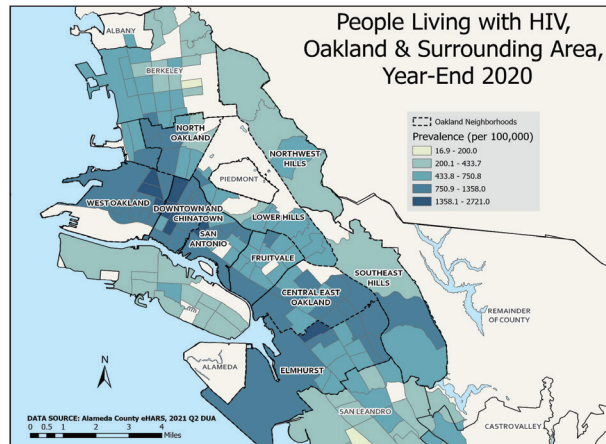 People Living with HIV,
Oakland & Surrounding Area,
Year-End 2020
Oakland Neighborhoods
Prevalence (per 100,000)
16.9 - 200.0
200.1 - 433.7
433.8 - 750.8
750.9 - 1358.0
1358.1 - 2721.0
ALBANY
BERKELEY
NORTH
OAKLAND
NORTHWEST
HILLS
PIEDMONT
WEST OAKLAND
DOWNTOWN AND
CHINATOWN
LOWER HILLS
SAN
ANTONIO
FRUITVALE
SOUTHEAST
HILLS
CENTRAL EAST
OAKLAND
REMAINDER
OF COUNTY
ELMHURST
ALAMEDA
SAN LEANDRO
CASTRO VALLEY
N
DATA SOURCE: Alameda County eHARS, 2021 Q2 DUA
0 0.5 1 2 3 4
Miles